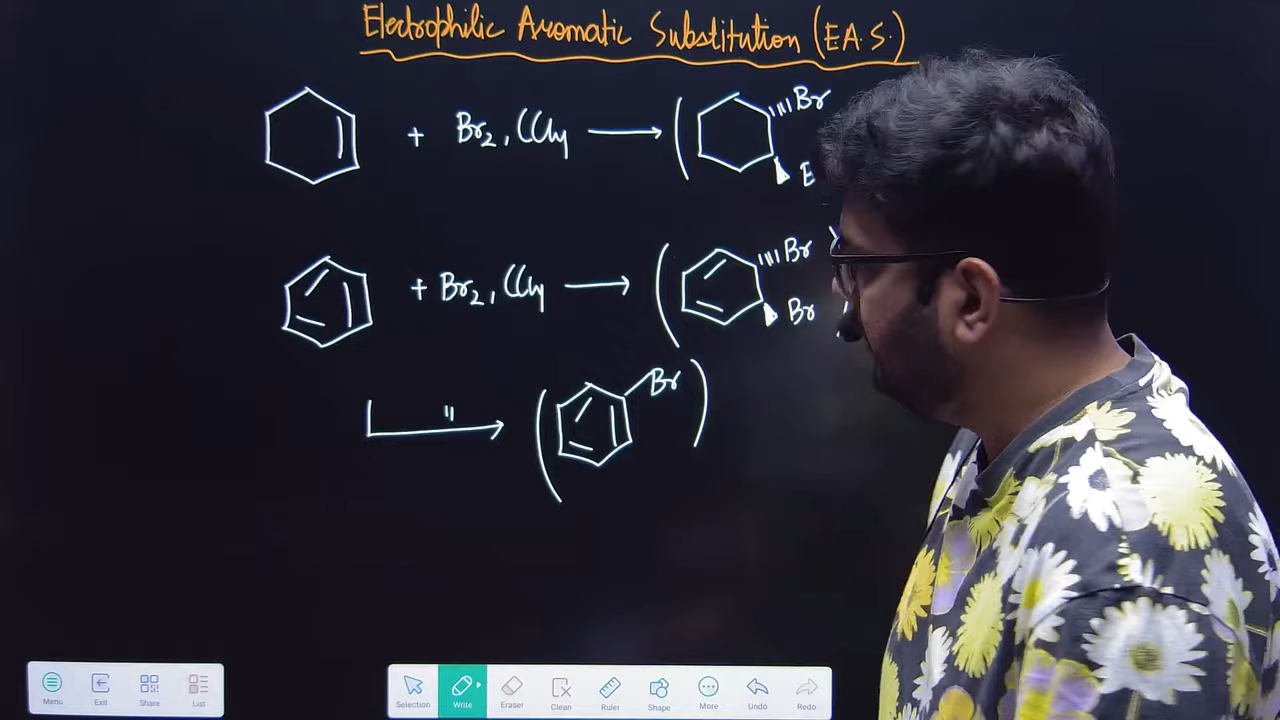 Electrophilic Aromatic Substitution (E.A.S.)
+ Br2, CCl4 ⟶ ( Br
+ Br2, CCl4 ⟶ ( Br
Br
" ⟶ ( Br )
Menu Exit Share List Selection Write Eraser Clean Ruler Shape More Undo Redo